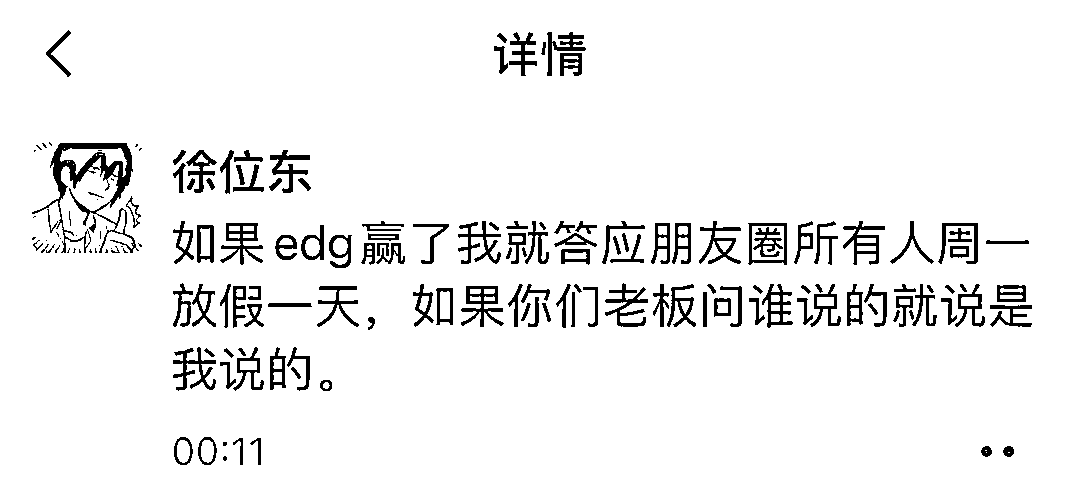 详情
徐位东
如果edg赢了我就答应朋友圈所有人周一
放假一天，如果你们老板问谁说的就说是
我说的。
00:11